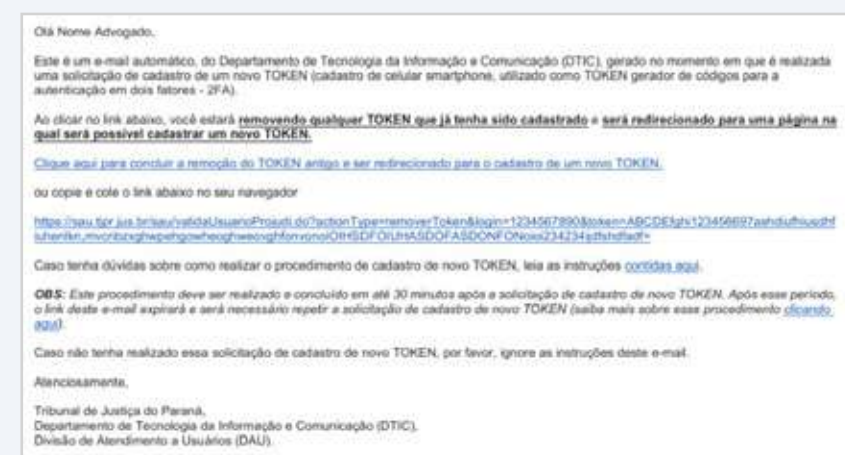 Olá Nome Advogado,
Este é um e-mail automático, do Departamento de Tecnologia da Informação e Comunicação (DTIC), gerado no momento em que é realizada
uma solicitação de cadastro de um novo TOKEN (cadastro de celular smartphone, utilizado como TOKEN gerador de códigos para a
autenticação em dois fatores - 2FA).
Ao clicar no link abaixo, você estará removendo qualquer TOKEN que já tenha sido cadastrado e será redirecionado para uma página na
qual será possível cadastrar um novo TOKEN.
Clique aqui para concluir a remoção do TOKEN antigo e ser redirecionado para o cadastro de um novo TOKEN.
ou copie e cole o link abaixo no seu navegador
Caso tenha dúvidas sobre como realizar o procedimento de cadastro de novo TOKEN, leia as instruções contidas aqui.
OBS: Este procedimento deve ser realizado e concluído em até 30 minutos após a solicitação de cadastro de novo TOKEN. Após esse período,
o link deste e-mail expirará e será necessário repetir a solicitação de cadastro de novo TOKEN (saiba mais sobre esse procedimento clicando
aqui).
Caso não tenha realizado essa solicitação de cadastro de novo TOKEN, por favor, ignore as instruções deste e-mail.
Atenciosamente,
Tribunal de Justiça do Paraná,
Departamento de Tecnologia da Informação e Comunicação (DTIC),
Divisão de Atendimento a Usuários (DAU).